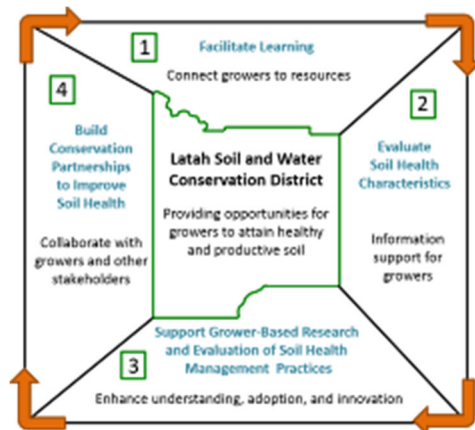 1
Facilitate Learning
Connect growers to resources
2
Evaluate
Soil Health
Characteristics
Information
support for
growers
3
Support Grower-Based Research
and Evaluation of Soil Health
Management Practices
Enhance understanding, adoption, and innovation
4
Build
Conservation
Partnerships
to Improve
Soil Health
Collaborate with
growers and other
stakeholders
Latah Soil and Water
Conservation District
Providing opportunities for
growers to attain healthy
and productive soil